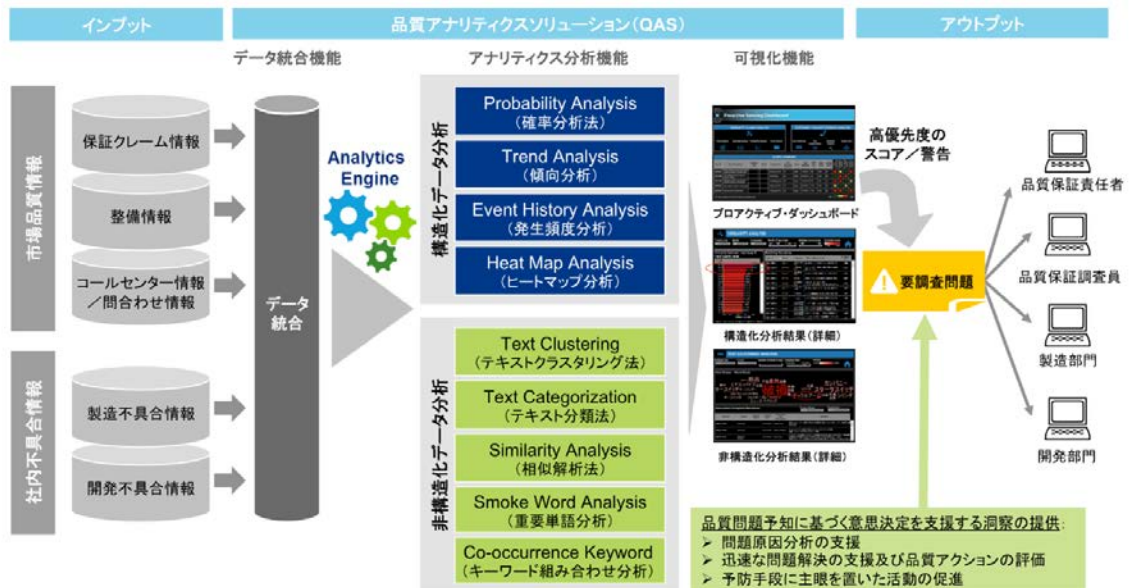 インプット
品質アナリティクスソリューション(QAS)
アウトプット
データ統合機能
アナリティクス分析機能
可視化機能
市場品質情報
保証クレーム情報
整備情報
コールセンター情報
／問合わせ情報
社内不具合情報
製造不具合情報
開発不具合情報
データ
統合
Analytics
Engine
構造化データ分析
Probability Analysis
(確率分析法)
Trend Analysis
(傾向分析)
Event History Analysis
(発生頻度分析)
Heat Map Analysis
(ヒートマップ分析)
非構造化データ分析
Text Clustering
(テキストクラスタリング法)
Text Categorization
(テキスト分類法)
Similarity Analysis
(相似解析法)
Smoke Word Analysis
(重要単語分析)
Co-occurrence Keyword
(キーワード組み合わせ分析)
プロアクティブ・ダッシュボード
構造化分析結果(詳細)
非構造化分析結果(詳細)
高優先度の
スコア／警告
要調査問題
品質保証責任者
品質保証調査員
製造部門
開発部門
品質問題予知に基づく意思決定を支援する洞察の提供:
➢ 問題原因分析の支援
➢ 迅速な問題解決の支援及び品質アクションの評価
➢ 予防手段に主眼を置いた活動の促進